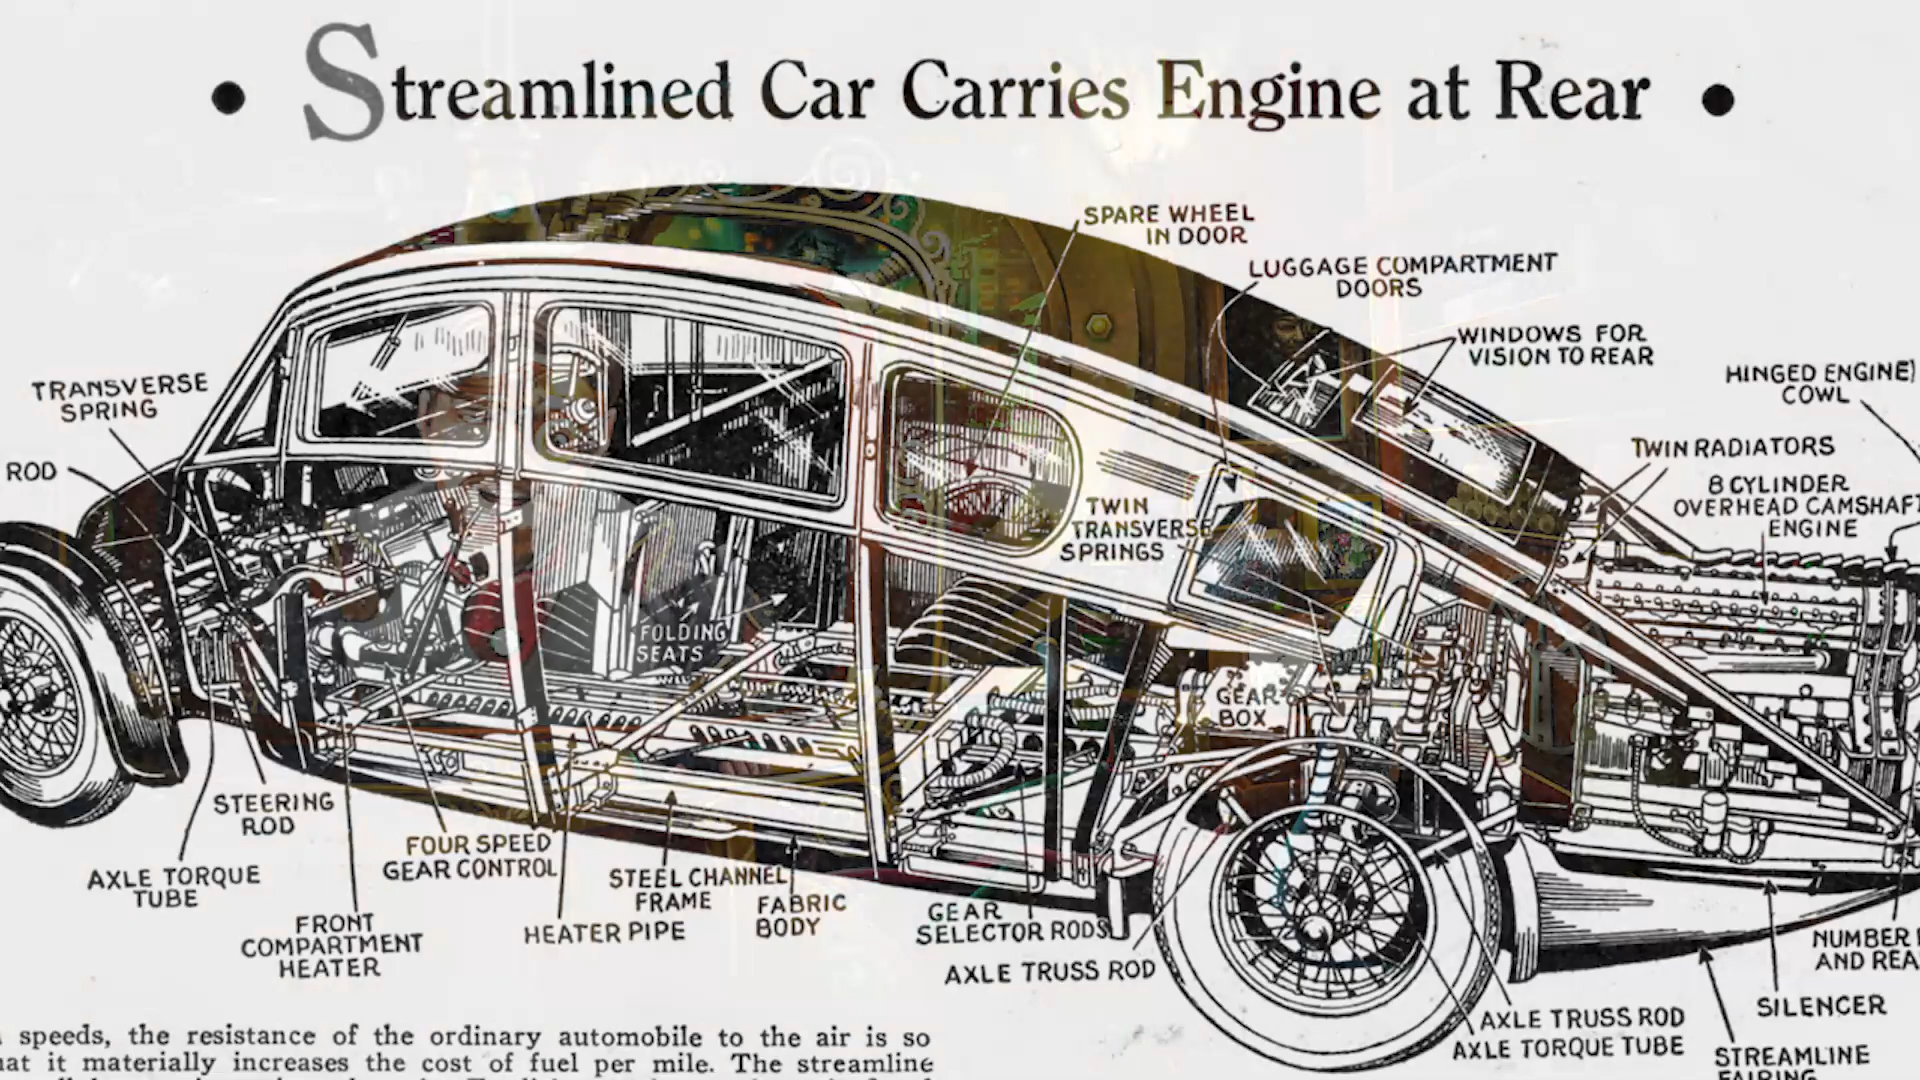 • Streamlined Car Carries Engine at Rear •
SPARE WHEEL
IN DOOR
LUGGAGE COMPARTMENT
DOORS
WINDOWS FOR
VISION TO REAR
HINGED ENGINE
COWL
TRANSVERSE
SPRING
ROD
TWIN RADIATORS
8 CYLINDER
OVERHEAD CAMSHAFT
ENGINE
TWIN
TRANSVERSE
SPRINGS
FOLDING
SEATS
GEAR
BOX
STEERING
ROD
FOUR SPEED
GEAR CONTROL
AXLE TORQUE
TUBE
STEEL CHANNEL
FRAME
FABRIC
BODY
FRONT
COMPARTMENT
HEATER
HEATER PIPE
GEAR
SELECTOR RODS
AXLE TRUSS ROD
NUMBER
AND REA
SILENCER
AXLE TRUSS ROD
AXLE TORQUE TUBE
STREAMLINE
FAIRING
speeds, the resistance of the ordinary automobile to the air is so
hat it materially increases the cost of fuel per mile. The streamline